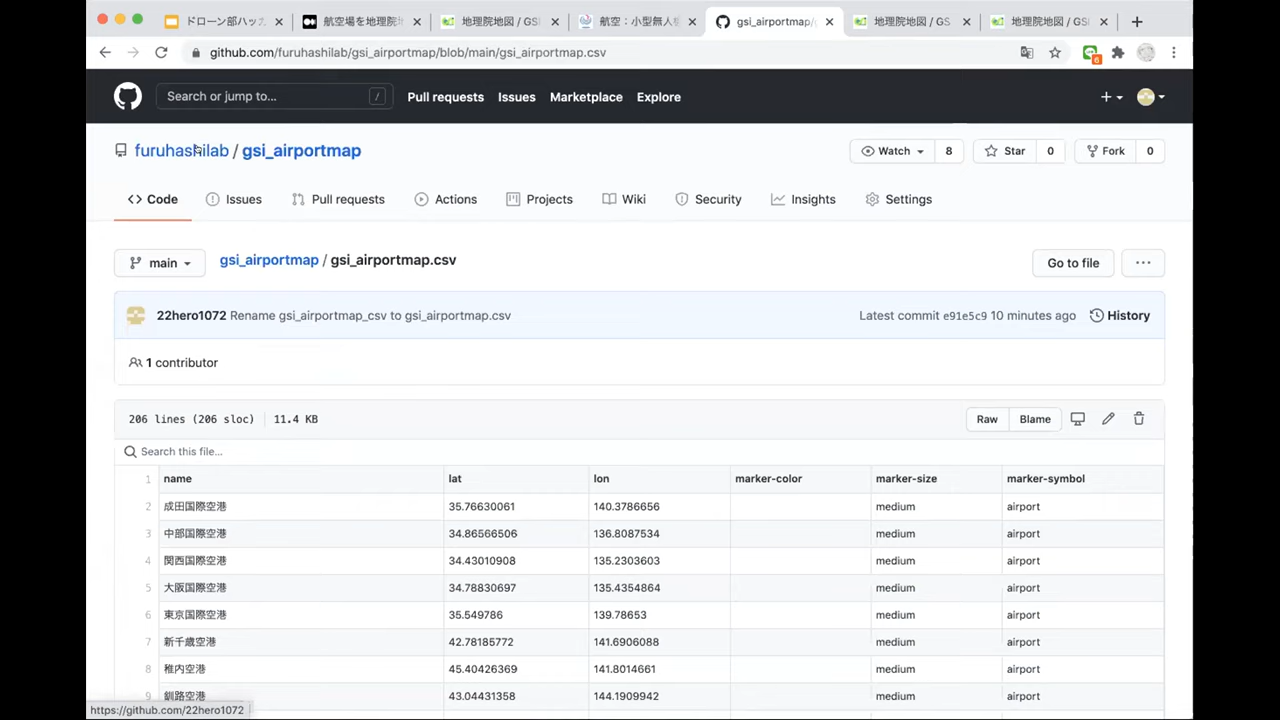 ドローン部ハッカ
航空場を地理院地
地理院地図 / GSI
航空：小型無人
gsi_airportmap/g
地理院地図 / GS
地理院地図 / GS
github.com/furuhashilab/gsi_airportmap/blob/main/gsi_airportmap.csv
6
Search or jump to...
/
Pull requests
Issues
Marketplace
Explore
furuhashilab / gsi_airportmap
Watch 8
Star 0
Fork 0
Code
Issues
Pull requests
Actions
Projects
Wiki
Security
Insights
Settings
main
gsi_airportmap / gsi_airportmap.csv
Go to file
22hero1072 Rename gsi_airportmap_csv to gsi_airportmap.csv
Latest commit e91e5c9 10 minutes ago
History
1 contributor
206 lines (206 sloc) 11.4 KB
Raw
Blame
Search this file...
1 name lat lon marker-color marker-size marker-symbol
2 成田国際空港 35.76630061 140.3786656 medium airport
3 中部国際空港 34.86566506 136.8087534 medium airport
4 関西国際空港 34.43010908 135.2303603 medium airport
5 大阪国際空港 34.78830697 135.4354864 medium airport
6 東京国際空港 35.549786 139.78653 medium airport
7 新千歳空港 42.78185772 141.6906088 medium airport
8 稚内空港 45.40426369 141.8014661 medium airport
9 釧路空港 43.04431358 144.1909942 medium airport
https://github.com/22hero1072